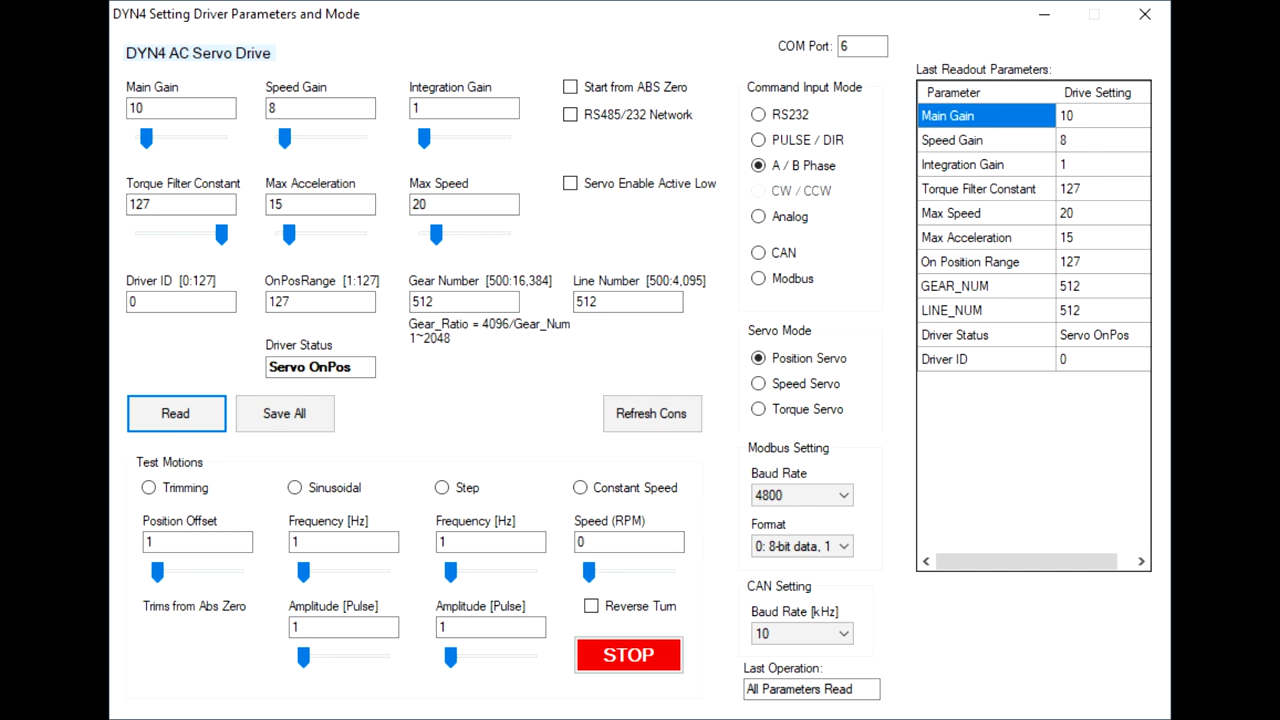 DYN4 Setting Driver Parameters and Mode
DYN4 AC Servo Drive
COM Port: 6
Main Gain
10
Speed Gain
8
Integration Gain
1
Start from ABS Zero
RS485/232 Network
Torque Filter Constant
127
Max Acceleration
15
Max Speed
20
Servo Enable Active Low
Driver ID [0:127]
0
OnPosRange [1:127]
127
Gear Number [500:16,384]
512
Line Number [500:4,095]
512
Gear_Ratio = 4096/Gear_Num
1~2048
Driver Status
Servo OnPos
Read
Save All
Refresh Cons
Test Motions
Trimming
Sinusoidal
Step
Constant Speed
Position Offset
1
Frequency [Hz]
1
Frequency [Hz]
1
Speed (RPM)
0
Trims from Abs Zero
Amplitude [Pulse]
1
Amplitude [Pulse]
1
Reverse Turn
STOP
Command Input Mode
RS232
PULSE / DIR
A / B Phase
CW / CCW
Analog
CAN
Modbus
Servo Mode
Position Servo
Speed Servo
Torque Servo
Modbus Setting
Baud Rate
4800
Format
0: 8-bit data, 1
CAN Setting
Baud Rate [kHz]
10
Last Operation:
All Parameters Read
Last Readout Parameters:
Parameter Drive Setting
Main Gain 10
Speed Gain 8
Integration Gain 1
Torque Filter Constant 127
Max Speed 20
Max Acceleration 15
On Position Range 127
GEAR_NUM 512
LINE_NUM 512
Driver Status Servo OnPos
Driver ID 0